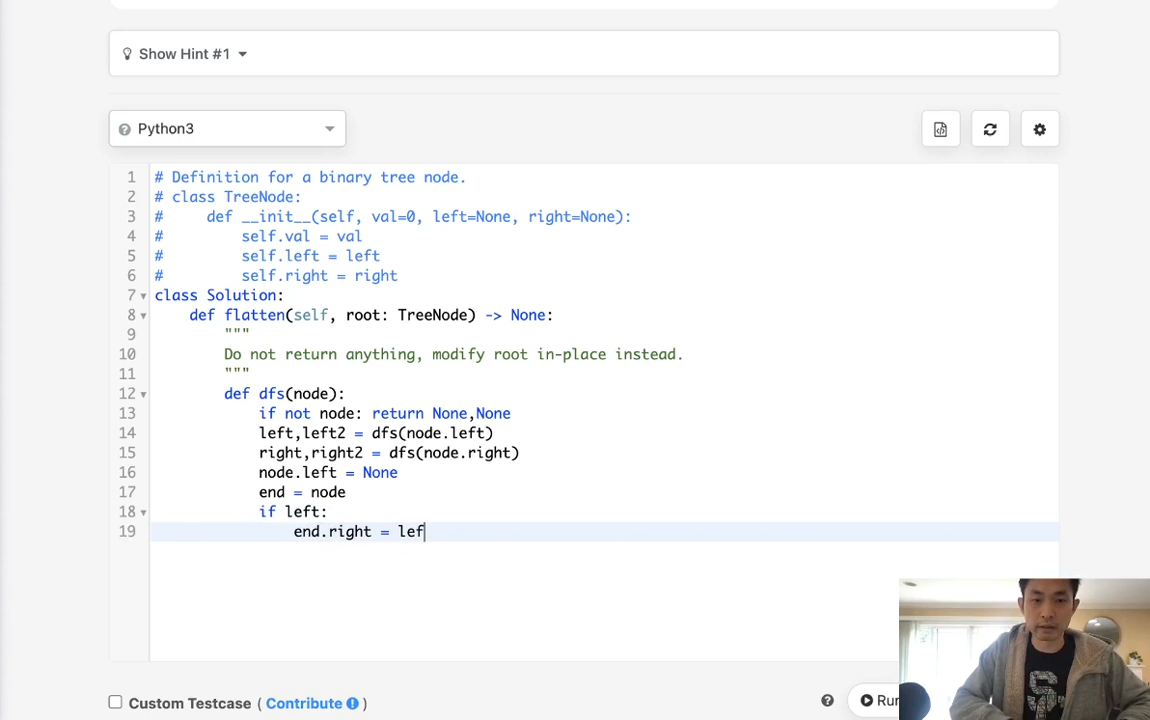 Show Hint #1
Python3
1 # Definition for a binary tree node.
2 # class TreeNode:
3 #     def __init__(self, val=0, left=None, right=None):
4 #         self.val = val
5 #         self.left = left
6 #         self.right = right
7 class Solution:
8     def flatten(self, root: TreeNode) -> None:
9         """
10         Do not return anything, modify root in-place instead.
11         """
12         def dfs(node):
13             if not node: return None,None
14             left,left2 = dfs(node.left)
15             right,right2 = dfs(node.right)
16             node.left = None
17             end = node
18             if left:
19                 end.right = lef
Custom Testcase ( Contribute )